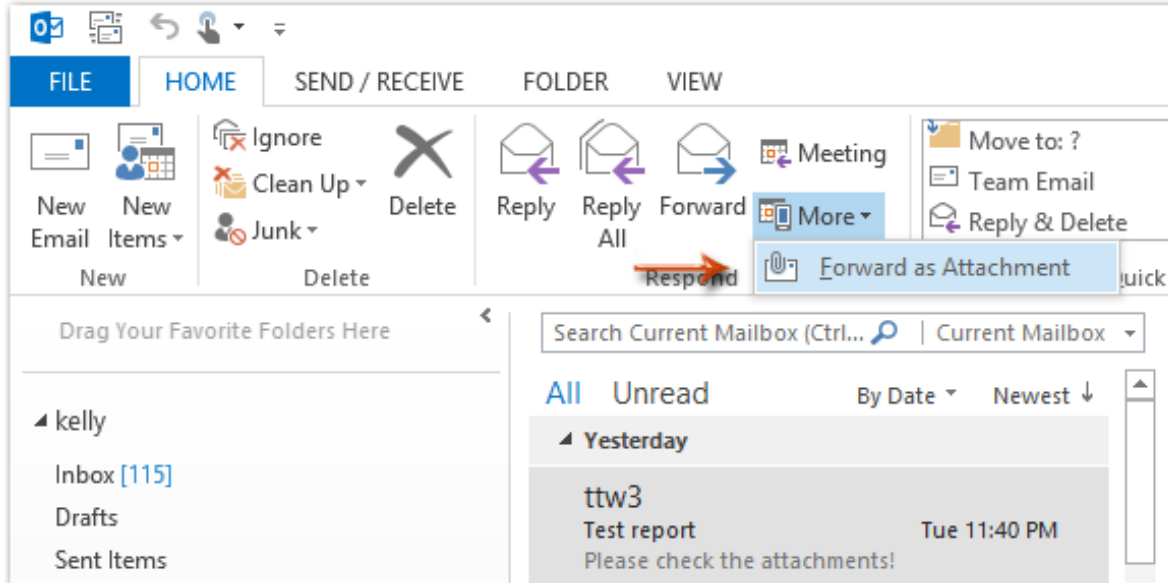 FILE HOME SEND / RECEIVE FOLDER VIEW
New Email
New Items
New
Ignore
Clean Up
Junk
Delete
Delete
Reply
Reply All
Forward
Meeting
More
Respond
Forward as Attachment
Move to: ?
Team Email
Reply & Delete
Drag Your Favorite Folders Here
kelly
Inbox [115]
Drafts
Sent Items
Search Current Mailbox (Ctrl... Current Mailbox
All Unread By Date Newest
Yesterday
ttw3
Test report Tue 11:40 PM
Please check the attachments!